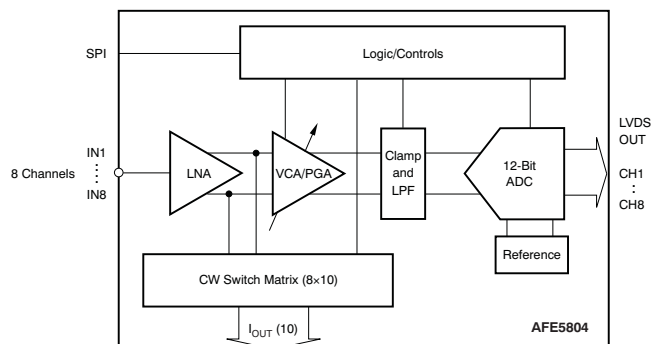 SPI
Logic/Controls
LVDS
OUT
IN1
8 Channels
IN8
LNA
VCA/PGA
Clamp
and
LPF
12-Bit
ADC
CH1
CH8
Reference
CW Switch Matrix (8×10)
IOUT (10)
AFE5804